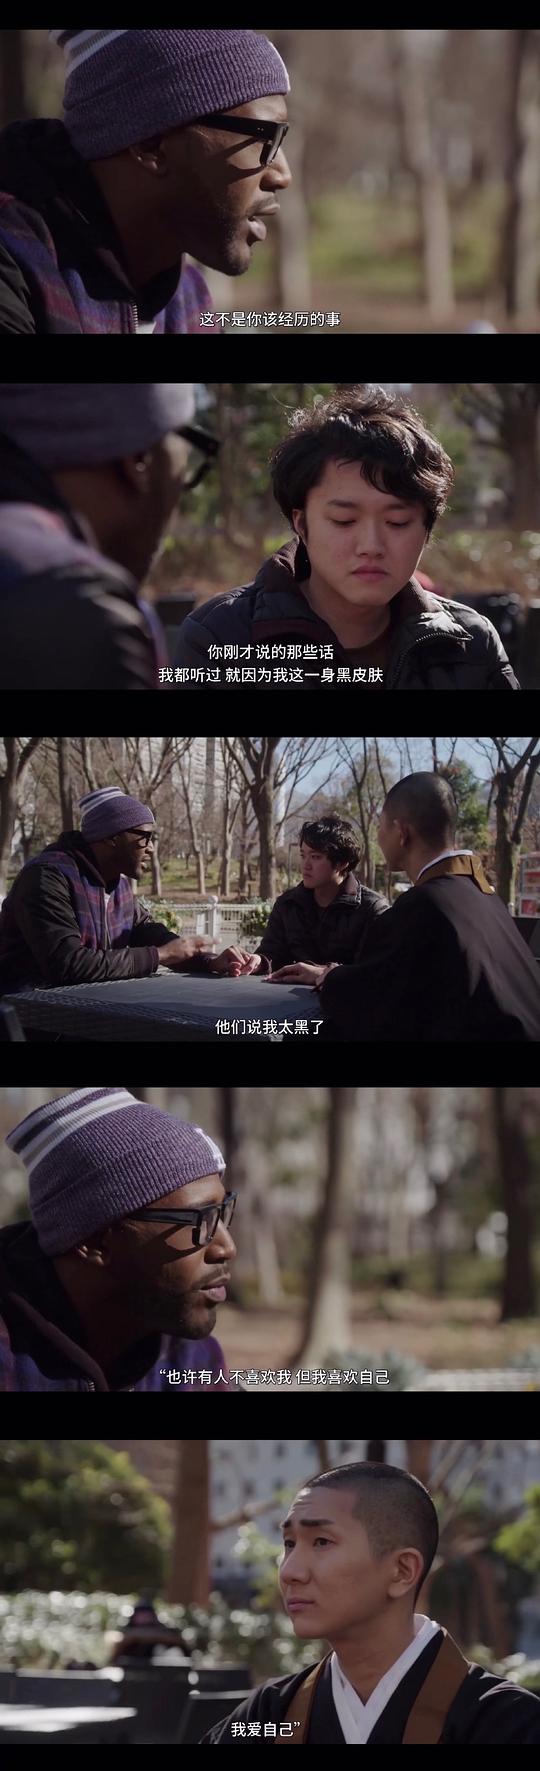 这不是你该经历的事
你刚才说的那些话
我都听过 就因为我这一身黑皮肤
他们说我太黑了
“也许有人不喜欢我 但我喜欢自己
我爱自己”